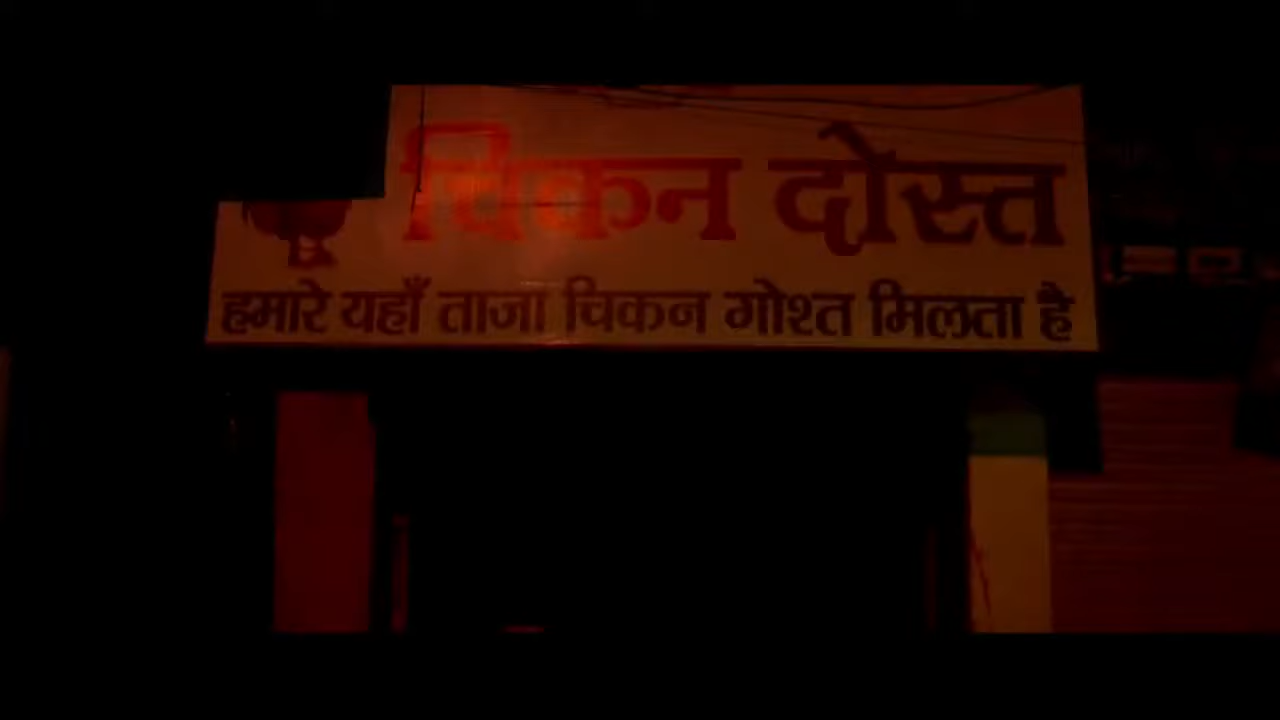 चिकन दोस्त
हमारे यहाँ ताजा चिकन गोश्त मिलता है